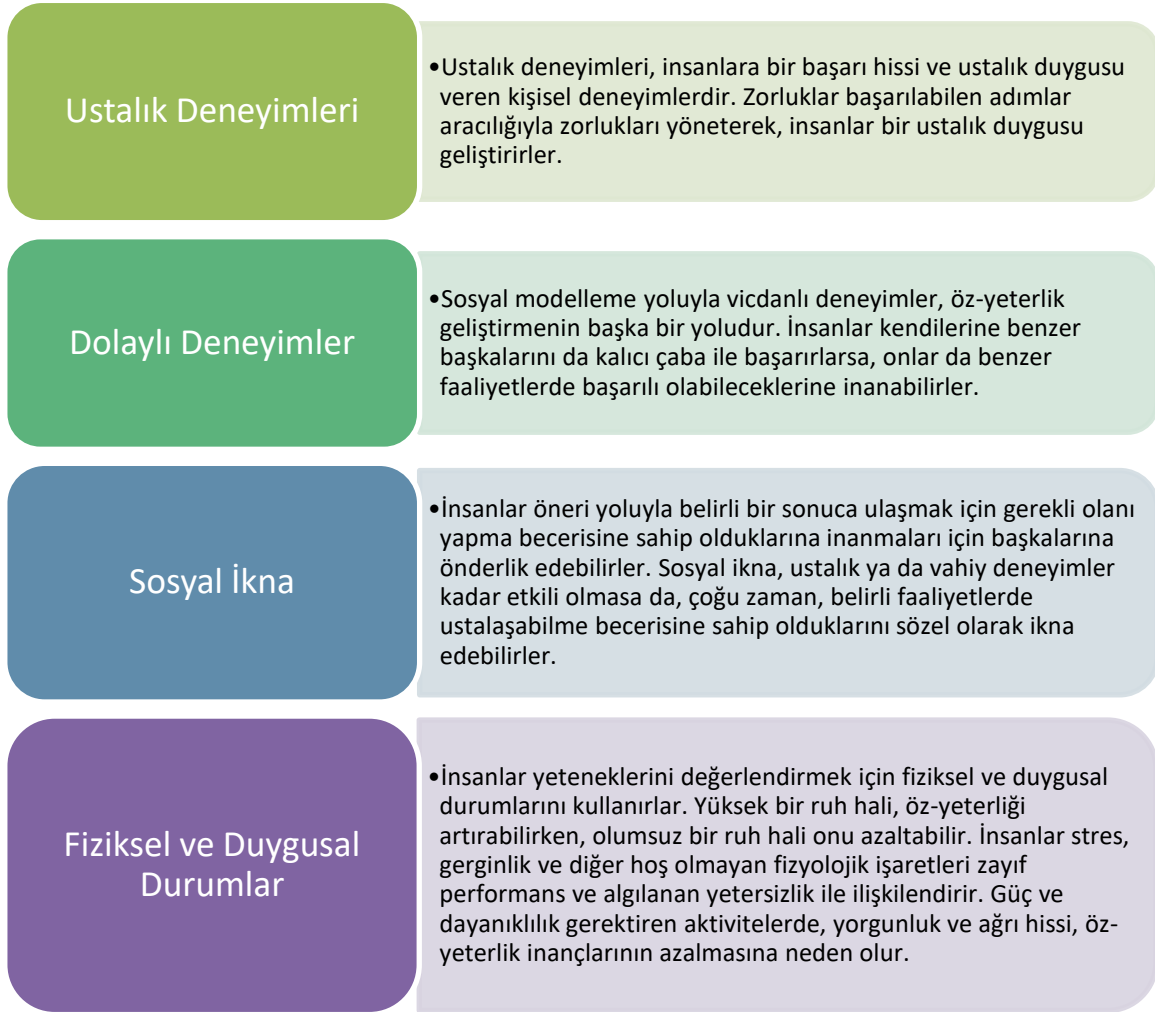 Ustalık Deneyimleri
•Ustalık deneyimleri, insanlara bir başarı hissi ve ustalık duygusu
veren kişisel deneyimlerdir. Zorluklar başarılabilen adımlar
aracılığıyla zorlukları yöneterek, insanlar bir ustalık duygusu
geliştirirler.
Dolaylı Deneyimler
•Sosyal modelleme yoluyla vicdanlı deneyimler, öz-yeterlik
geliştirmenin başka bir yoludur. İnsanlar kendilerine benzer
başkalarını da kalıcı çaba ile başarırlarsa, onlar da benzer
faaliyetlerde başarılı olabileceklerine inanabilirler.
Sosyal İkna
•İnsanlar öneri yoluyla belirli bir sonuca ulaşmak için gerekli olanı
yapma becerisine sahip olduklarına inanmaları için başkalarına
önderlik edebilirler. Sosyal ikna, ustalık ya da vahiy deneyimler
kadar etkili olmasa da, çoğu zaman, belirli faaliyetlerde
ustalaşabilme becerisine sahip olduklarını sözel olarak ikna
edebilirler.
Fiziksel ve Duygusal
Durumlar
•İnsanlar yeteneklerini değerlendirmek için fiziksel ve duygusal
durumlarını kullanırlar. Yüksek bir ruh hali, öz-yeterliği
artırabilirken, olumsuz bir ruh hali onu azaltabilir. İnsanlar stres,
gerginlik ve diğer hoş olmayan fizyolojik işaretleri zayıf
performans ve algılanan yetersizlik ile ilişkilendirir. Güç ve
dayanıklılık gerektiren aktivitelerde, yorgunluk ve ağrı hissi, öz-
yeterlik inançlarının azalmasına neden olur.